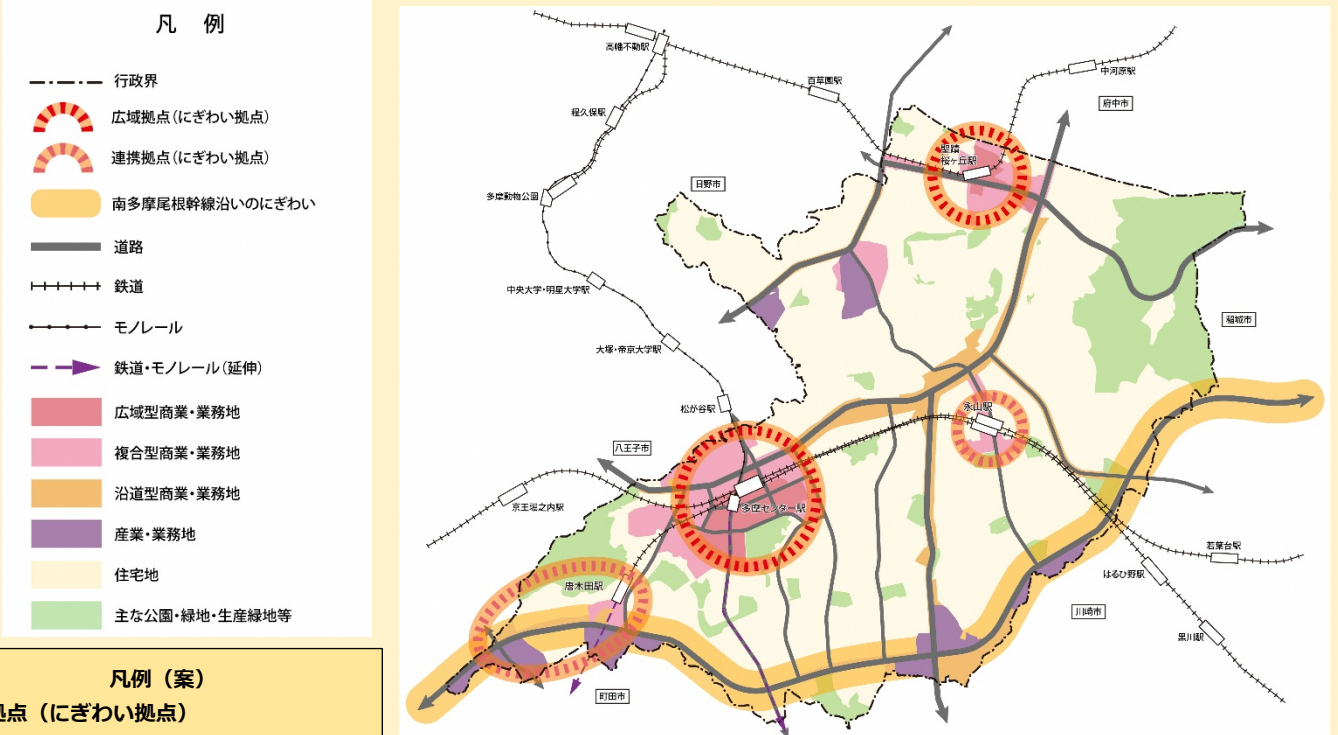 凡 例
行政界
広域拠点(にぎわい拠点)
連携拠点(にぎわい拠点)
南多摩尾根幹線沿いのにぎわい
道路
鉄道
モノレール
鉄道・モノレール(延伸)
広域型商業・業務地
複合型商業・業務地
沿道型商業・業務地
産業・業務地
住宅地
主な公園・緑地・生産緑地等
凡例（案）
拠点（にぎわい拠点）
高幡不動駅
中河原駅
百草園駅
府中市
程久保駅
聖蹟
桜ヶ丘駅
日野市
多摩動物公園
中央大学・明星大学駅
稲城市
大塚・帝京大学駅
松が谷駅
永山駅
八王子市
京王堀之内駅
多摩センター駅
若葉台駅
はるひ野駅
唐木田駅
川崎市
黒川駅
町田市